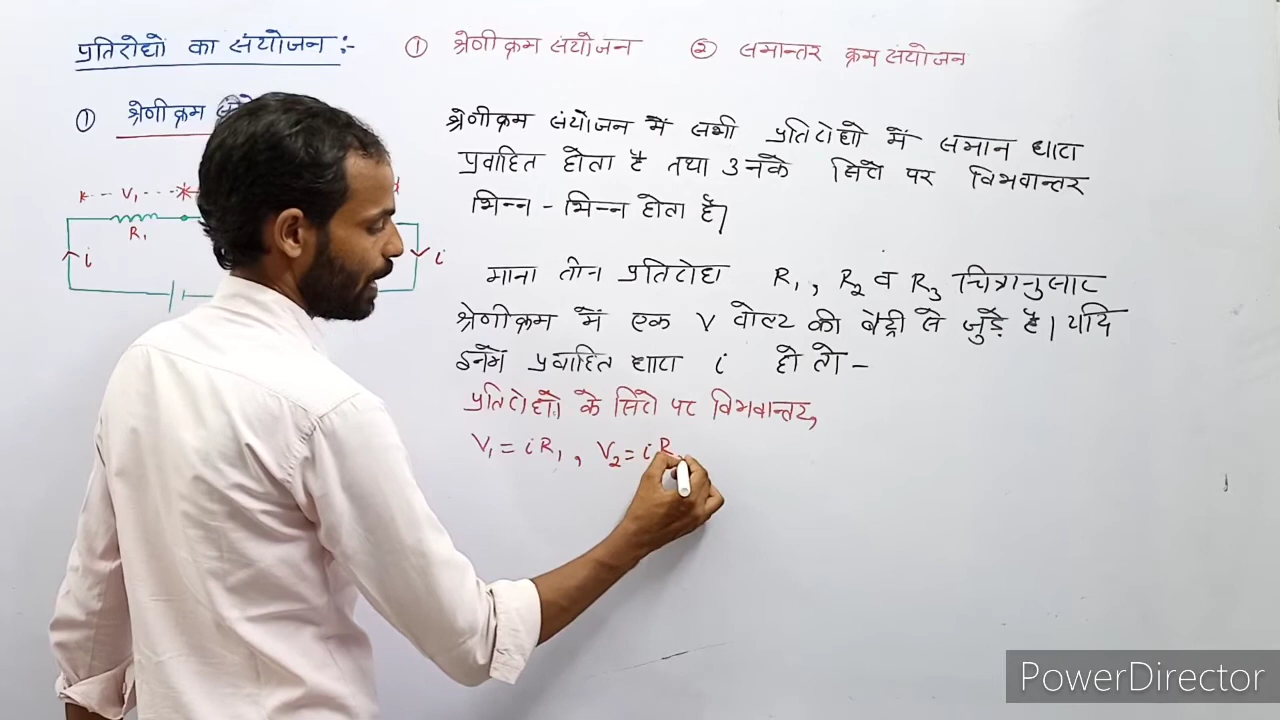 प्रतिरोधों का संयोजन :- ① श्रेणीक्रम संयोजन ② समान्तर क्रम संयोजन
① श्रेणीक्रम
श्रेणीक्रम संयोजन में सभी प्रतिरोधो में समान धारा
प्रवाहित होता है तथा उनके सिरो पर विभवान्तर
भिन्न - भिन्न होता है।
V₁
R₁
i
i
माना तीन प्रतिरोध R₁, R₂ व R₃ चित्रानुसार
श्रेणीक्रम में एक V वोल्ट की बैट्री से जुड़े है। यदि
इनमें प्रवाहित धारा i हो तो -
प्रतिरोधों के सिरो पर विभवान्तर,
V₁ = iR₁, V₂ = iR
PowerDirector